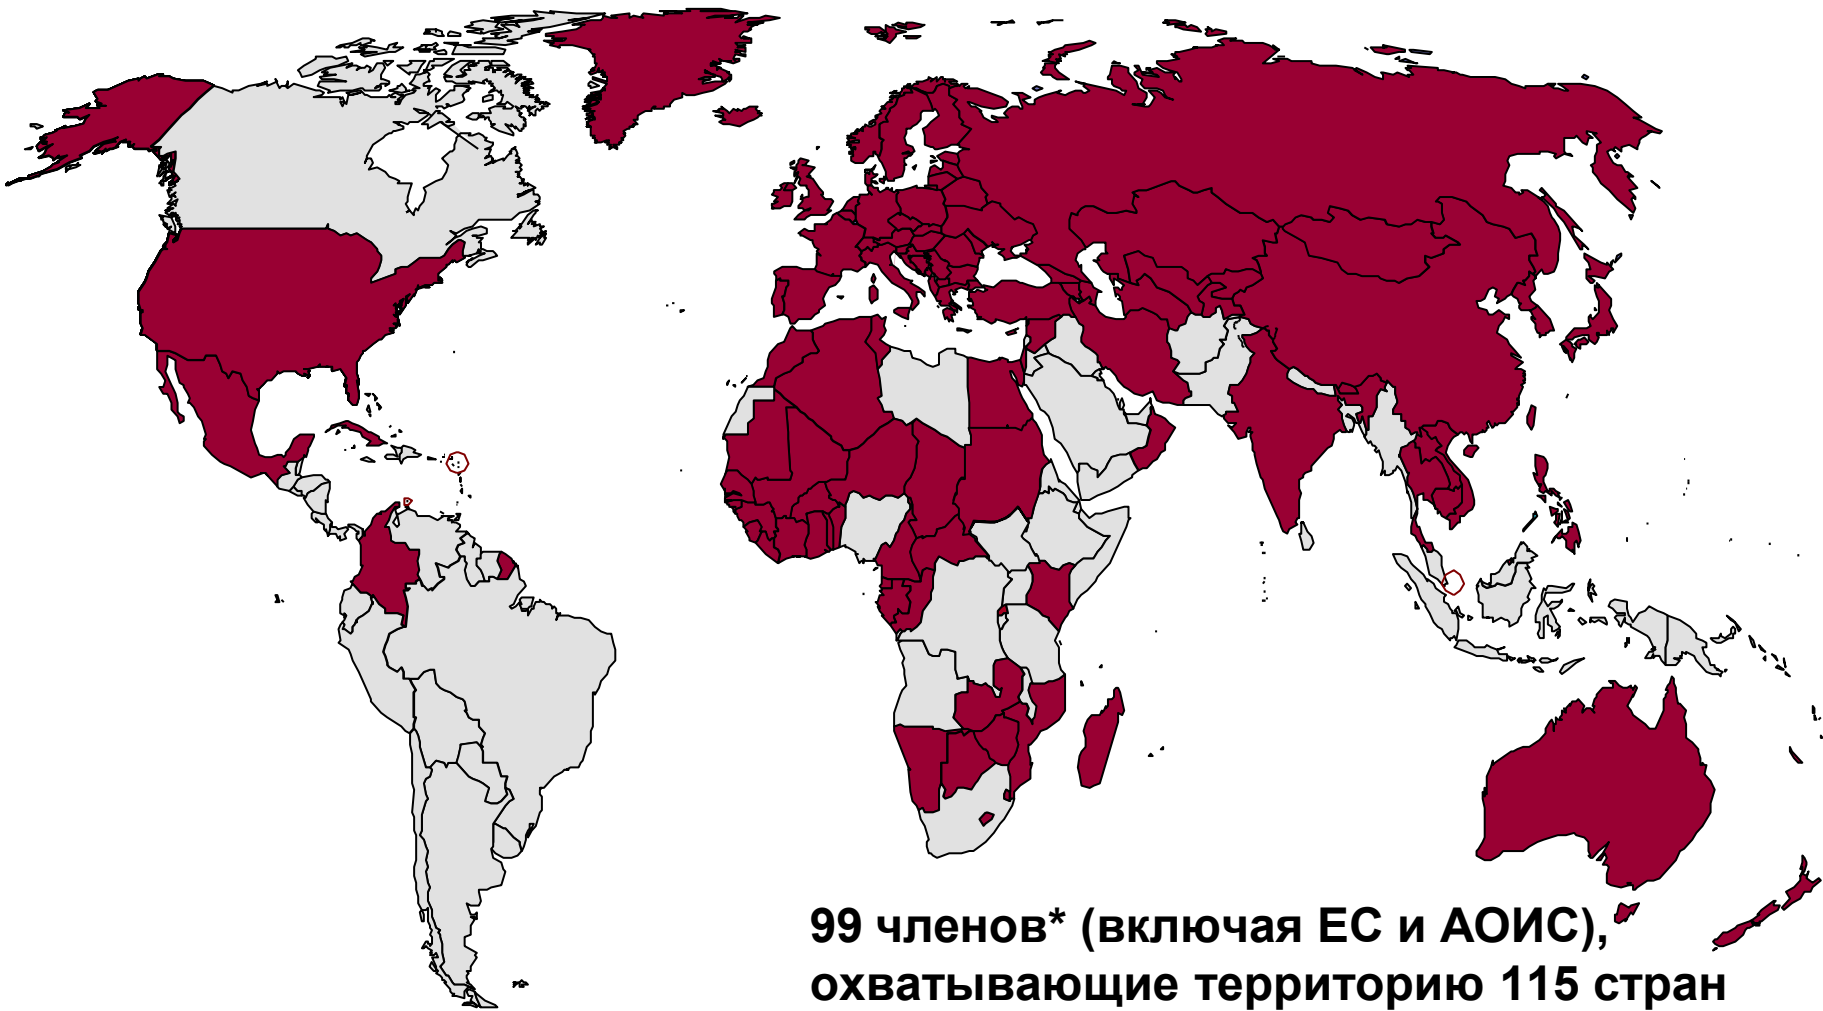 99 членов* (включая ЕС и АОИС),
охватывающие территорию 115 стран